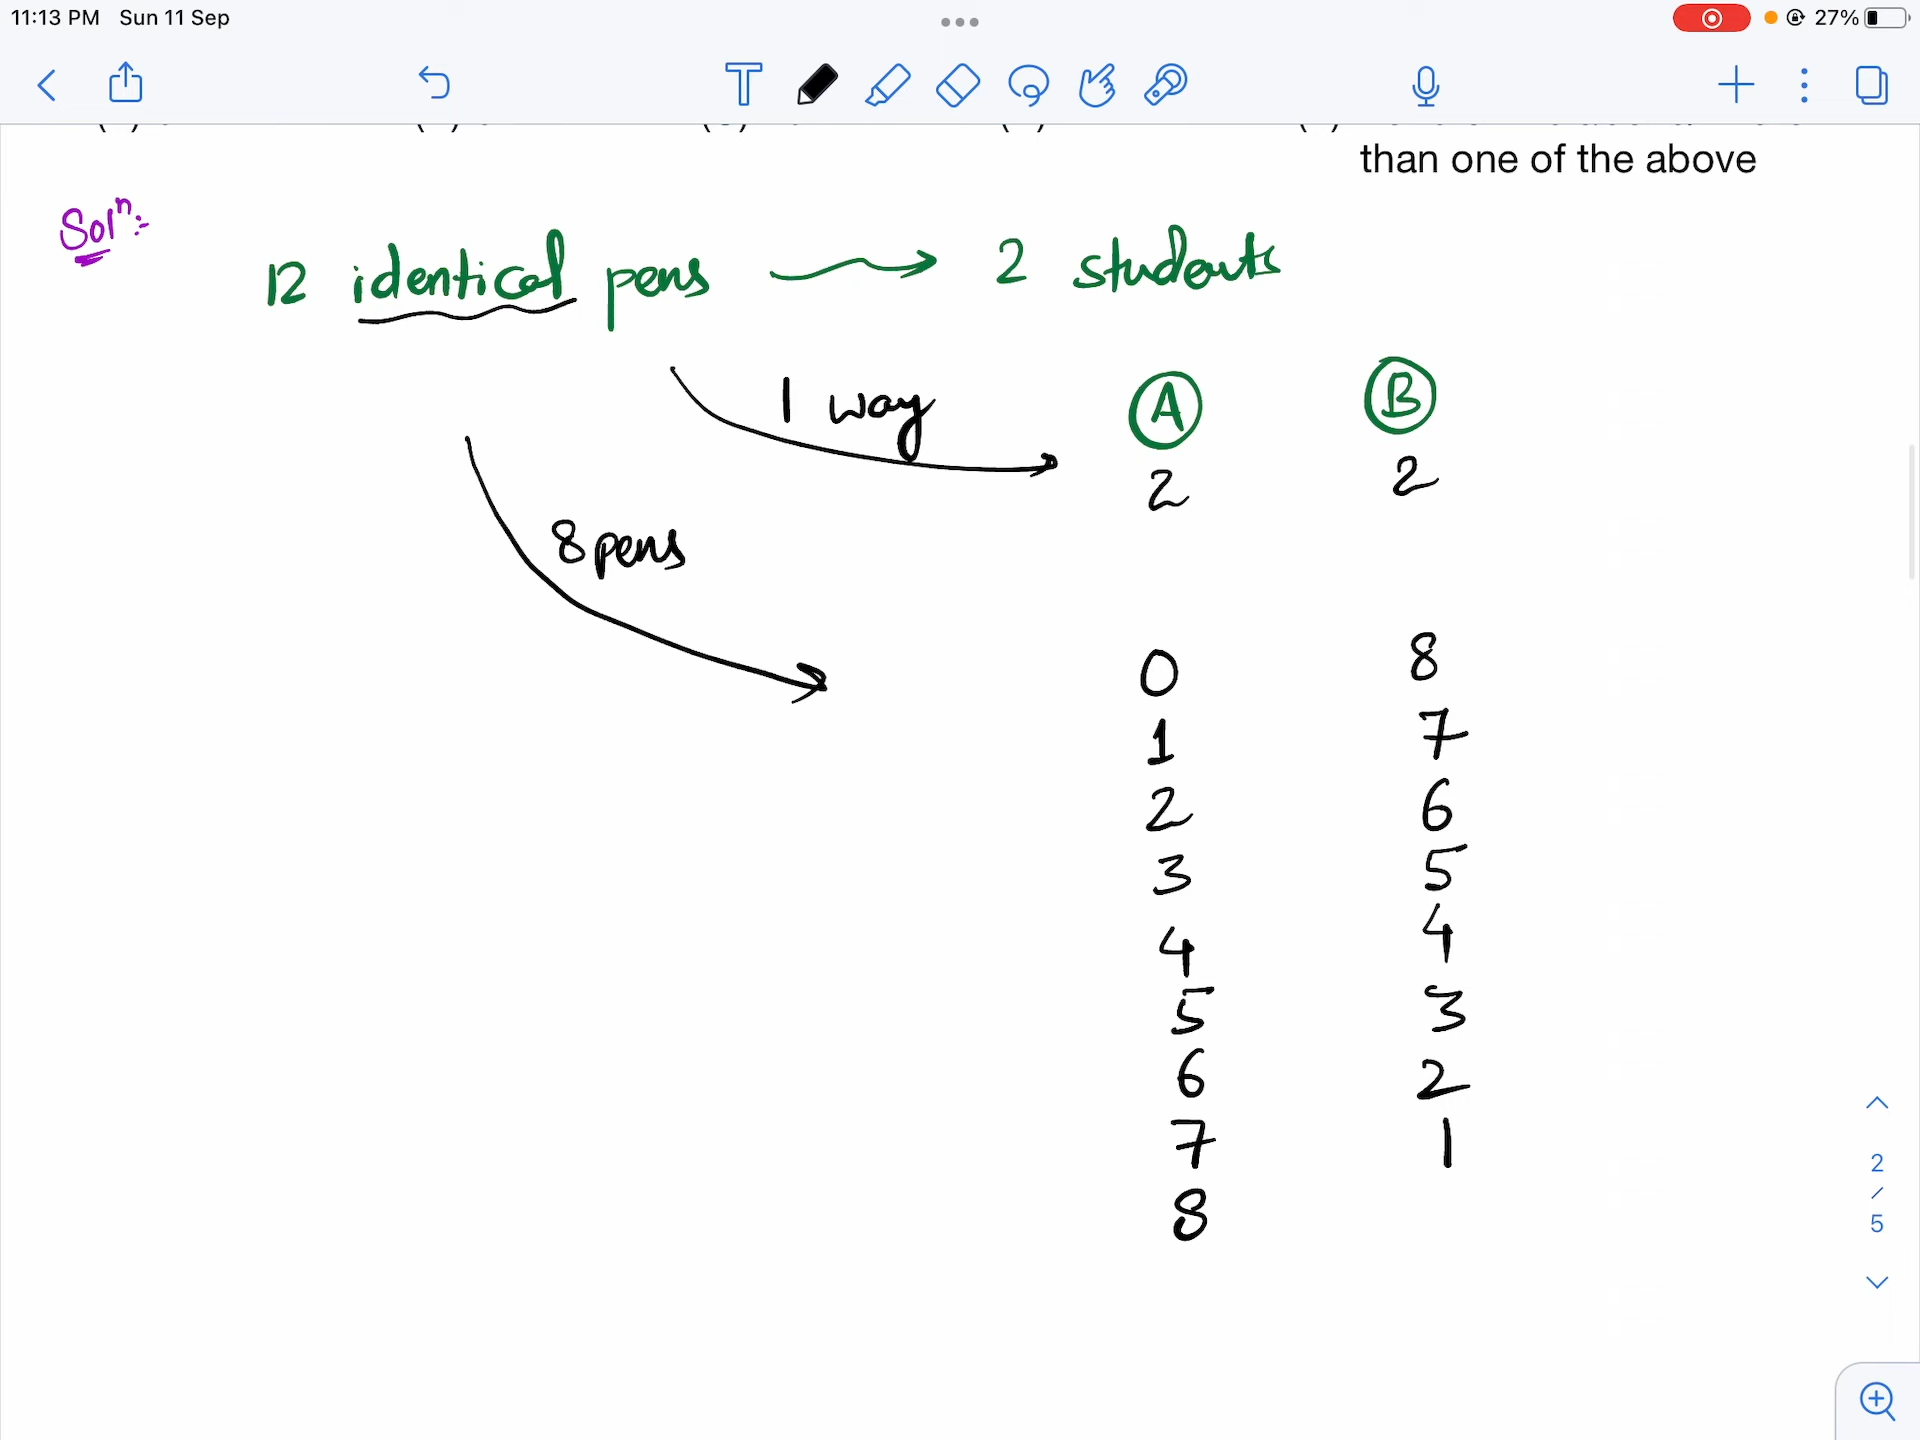 11:13 PM Sun 11 Sep
27%
T
than one of the above
Solⁿ:-
12 identical pens 2 students
1 way
A B
2 2
8 pens
0 8
1 7
2 6
3 5
4 4
5 3
6 2
7 1
8
2
/
5